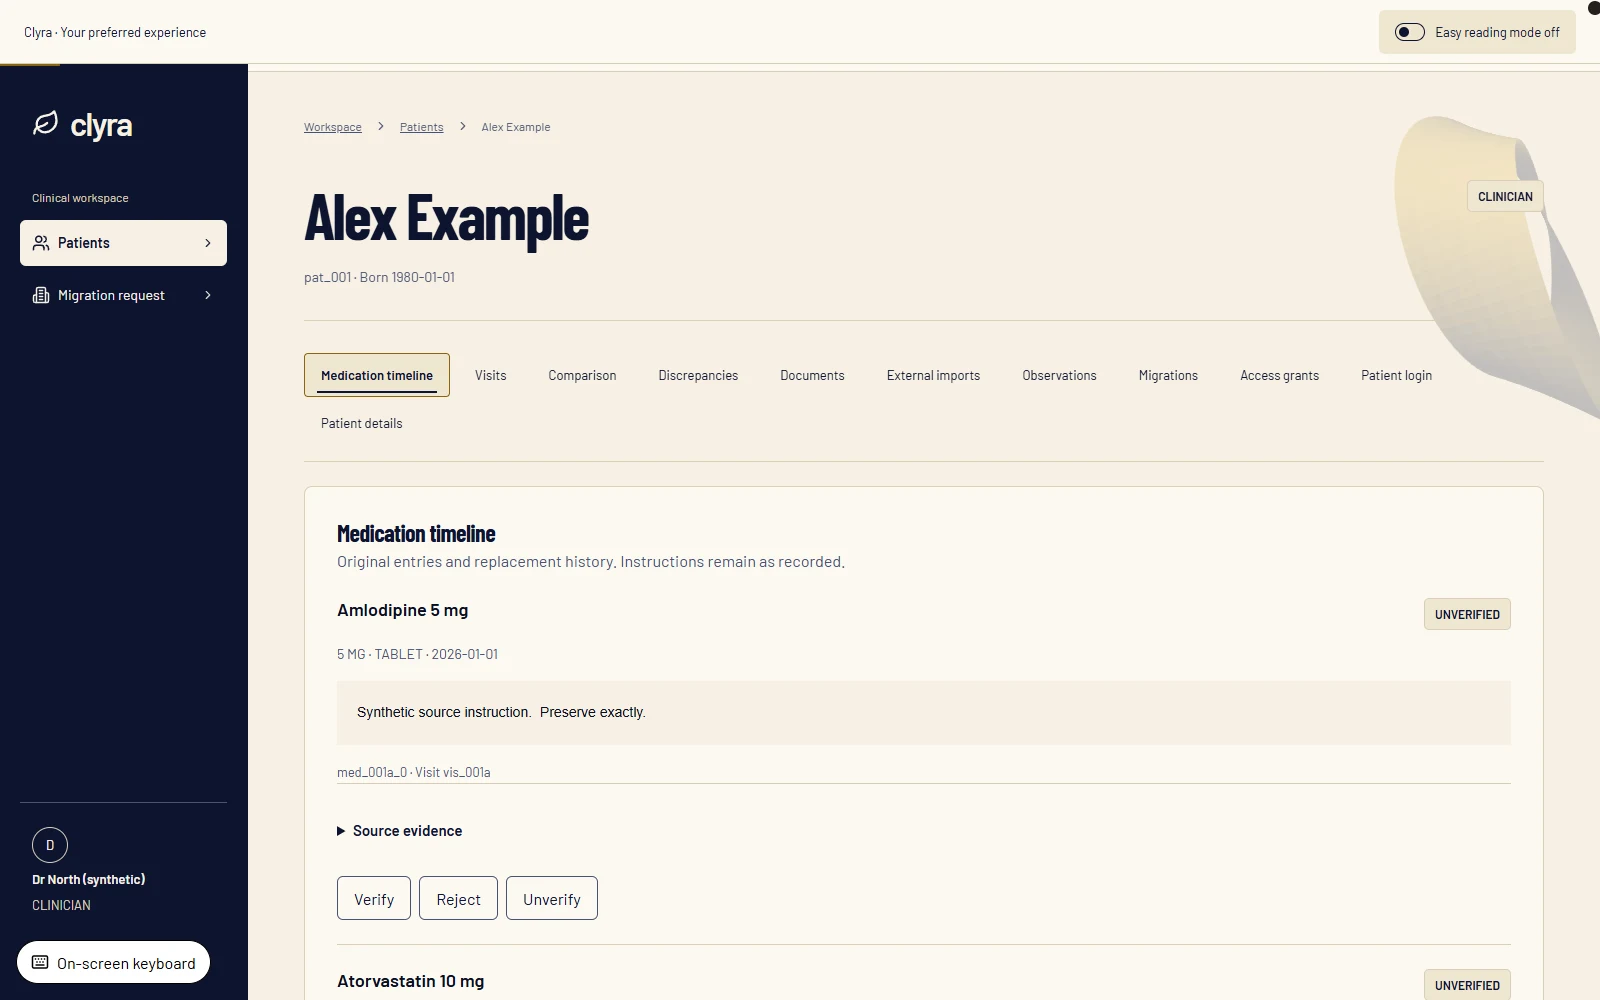 Clyra · Your preferred experience
Easy reading mode off
clyra
Clinical workspace
Patients
Migration request
Dr North (synthetic)
CLINICIAN
D
On-screen keyboard
Workspace > Patients > Alex Example
Alex Example
CLINICIAN
pat_001 · Born 1980-01-01
Medication timeline Visits Comparison Discrepancies Documents External imports Observations Migrations Access grants Patient login
Patient details
Medication timeline
Original entries and replacement history. Instructions remain as recorded.
Amlodipine 5 mg
UNVERIFIED
5 MG · TABLET · 2026-01-01
Synthetic source instruction.  Preserve exactly.
med_001a_0 · Visit vis_001a
Source evidence
Verify Reject Unverify
Atorvastatin 10 mg
UNVERIFIED